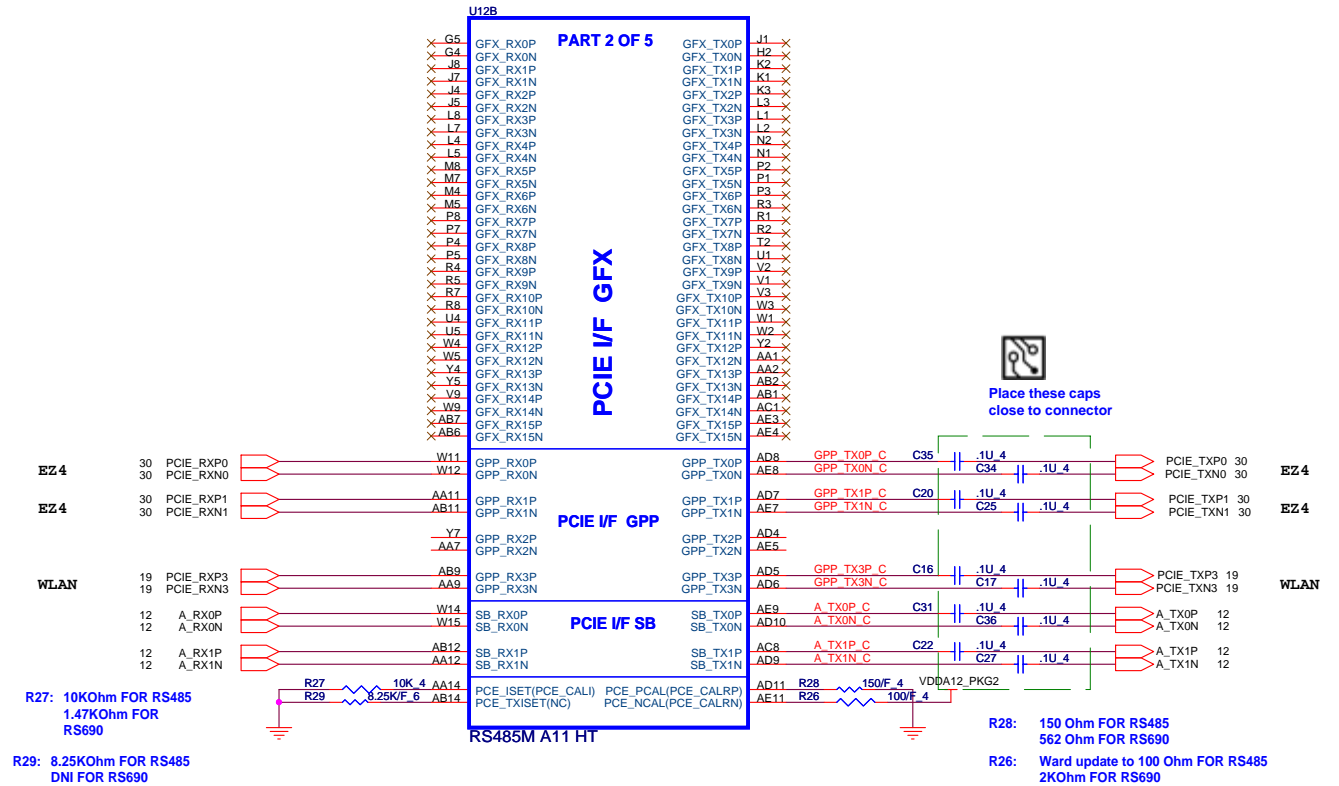 U12B
PART 2 OF 5
G5 GFX_RX0P GFX_TX0P J1
G4 GFX_RX0N GFX_TX0N H2
J8 GFX_RX1P GFX_TX1P K2
J7 GFX_RX1N GFX_TX1N K1
J4 GFX_RX2P GFX_TX2P K3
J5 GFX_RX2N GFX_TX2N L3
L8 GFX_RX3P GFX_TX3P L1
L7 GFX_RX3N GFX_TX3N L2
L4 GFX_RX4P GFX_TX4P N2
L5 GFX_RX4N GFX_TX4N N1
M8 GFX_RX5P GFX_TX5P P2
M7 GFX_RX5N GFX_TX5N P1
M4 GFX_RX6P GFX_TX6P P3
M5 GFX_RX6N GFX_TX6N R3
P8 GFX_RX7P GFX_TX7P R1
P7 GFX_RX7N GFX_TX7N R2
P4 GFX_RX8P GFX_TX8P T2
P5 GFX_RX8N GFX_TX8N U1
R4 GFX_RX9P GFX_TX9P V2
R5 GFX_RX9N GFX_TX9N V1
R7 GFX_RX10P GFX_TX10P V3
R8 GFX_RX10N GFX_TX10N W3
U4 GFX_RX11P GFX_TX11P W1
U5 GFX_RX11N GFX_TX11N W2
W4 GFX_RX12P GFX_TX12P Y2
W5 GFX_RX12N GFX_TX12N AA1
Y4 GFX_RX13P GFX_TX13P AA2
Y5 GFX_RX13N GFX_TX13N AB2
V9 GFX_RX14P GFX_TX14P AB1
W9 GFX_RX14N GFX_TX14N AC1
AB7 GFX_RX15P GFX_TX15P AE3
AB6 GFX_RX15N GFX_TX15N AE4
PCIE I/F GFX
Place these caps
close to connector
EZ4
30 PCIE_RXP0 W11 GPP_RX0P GPP_TX0P AD8 GPP_TX0P_C C35 .1U_4 PCIE_TXP0 30
30 PCIE_RXN0 W12 GPP_RX0N GPP_TX0N AE8 GPP_TX0N_C C34 .1U_4 PCIE_TXN0 30
EZ4
EZ4
30 PCIE_RXP1 AA11 GPP_RX1P GPP_TX1P AD7 GPP_TX1P_C C20 .1U_4 PCIE_TXP1 30
30 PCIE_RXN1 AB11 GPP_RX1N GPP_TX1N AE7 GPP_TX1N_C C25 .1U_4 PCIE_TXN1 30
EZ4
PCIE I/F GPP
Y7 GPP_RX2P GPP_TX2P AD4
AA7 GPP_RX2N GPP_TX2N AE5
WLAN
19 PCIE_RXP3 AB9 GPP_RX3P GPP_TX3P AD5 GPP_TX3P_C C16 .1U_4 PCIE_TXP3 19
19 PCIE_RXN3 AA9 GPP_RX3N GPP_TX3N AD6 GPP_TX3N_C C17 .1U_4 PCIE_TXN3 19
WLAN
12 A_RX0P W14 SB_RX0P SB_TX0P AE9 A_TX0P_C C31 .1U_4 A_TX0P 12
12 A_RX0N W15 SB_RX0N SB_TX0N AD10 A_TX0N_C C36 .1U_4 A_TX0N 12
PCIE I/F SB
12 A_RX1P AB12 SB_RX1P SB_TX1P AC8 A_TX1P_C C22 .1U_4 A_TX1P 12
12 A_RX1N AA12 SB_RX1N SB_TX1N AD9 A_TX1N_C C27 .1U_4 A_TX1N 12
VDDA12_PKG2
R27 10K_4 AA14 PCE_ISET(PCE_CALI) PCE_PCAL(PCE_CALRP) AD11 R28 150/F_4
R29 8.25K/F_6 AB14 PCE_TXISET(NC) PCE_NCAL(PCE_CALRN) AE11 R26 100/F_4
RS485M A11 HT
R27: 10KOhm FOR RS485
1.47KOhm FOR
RS690
R29: 8.25KOhm FOR RS485
DNI FOR RS690
R28: 150 Ohm FOR RS485
562 Ohm FOR RS690
R26: Ward update to 100 Ohm FOR RS485
2KOhm FOR RS690